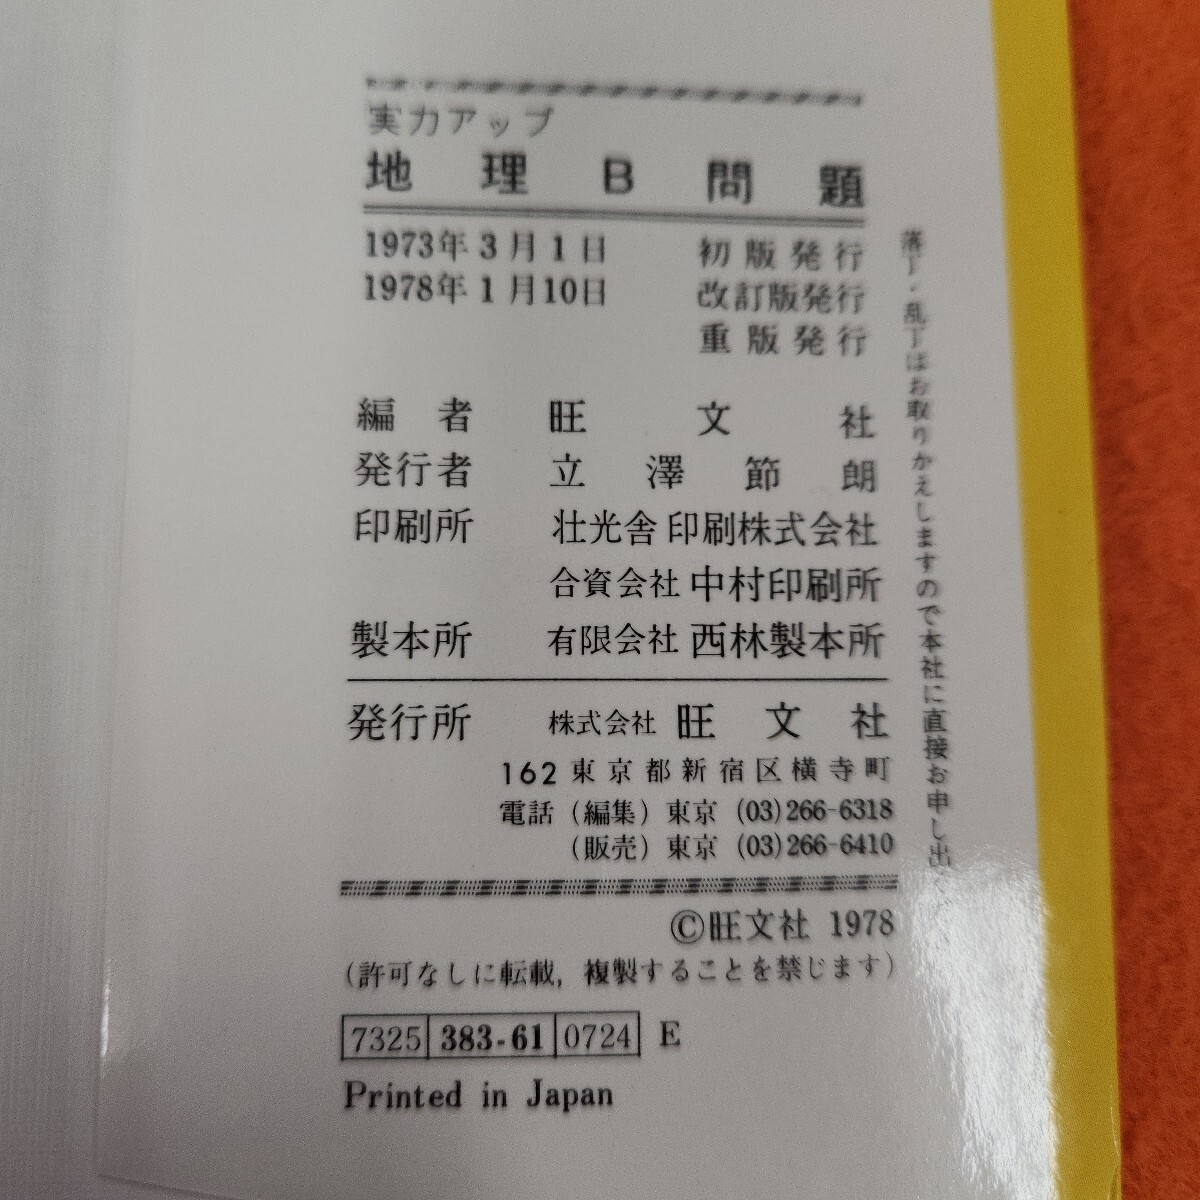 実力アップ
地理B問題
1973年3月1日 初版発行
1978年1月10日 改訂版発行
重版発行
編者 旺文社
発行者 立澤節朗
印刷所 壮光舎印刷株式会社
合資会社 中村印刷所
製本所 有限会社 西林製本所
発行所 株式会社 旺文社
162 東京都新宿区横寺町
電話（編集）東京 (03)266-6318
（販売）東京 (03)266-6410
©旺文社 1978
(許可なしに転載, 複製することを禁じます)
7325 383-61 0724 E
Printed in Japan
落丁・乱丁はお取りかえしますので本社に直接お申し出